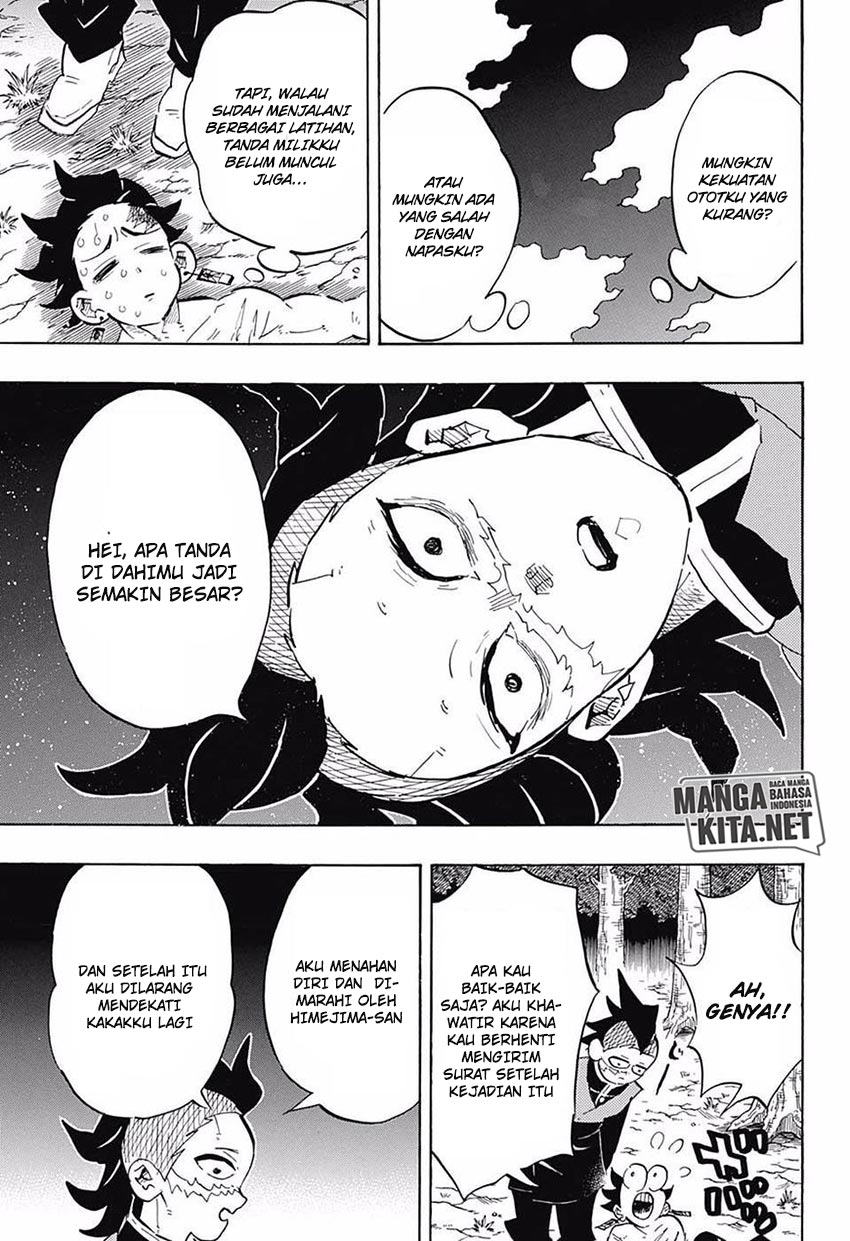 MUNGKIN
KEKUATAN
OTOTKU YANG
KURANG?
ATAU
MUNGKIN ADA
YANG SALAH
DENGAN
NAPASKU?
TAPI, WALAU
SUDAH MENJALANI
BERBAGAI LATIHAN,
TANDA MILIKKU
BELUM MUNCUL
JUGA...
HEI, APA TANDA
DI DAHIMU JADI
SEMAKIN BESAR?
MANGA
KITA.NET
BACA MANGA
BAHASA
INDONESIA
AH,
GENYA!!
APA KAU
BAIK-BAIK
SAJA? AKU KHA-
WATIR KARENA
KAU BERHENTI
MENGIRIM
SURAT SETELAH
KEJADIAN ITU
AKU MENAHAN
DIRI DAN DI-
MARAHI OLEH
HIMEJIMA-SAN
DAN SETELAH ITU
AKU DILARANG
MENDEKATI
KAKAKKU LAGI